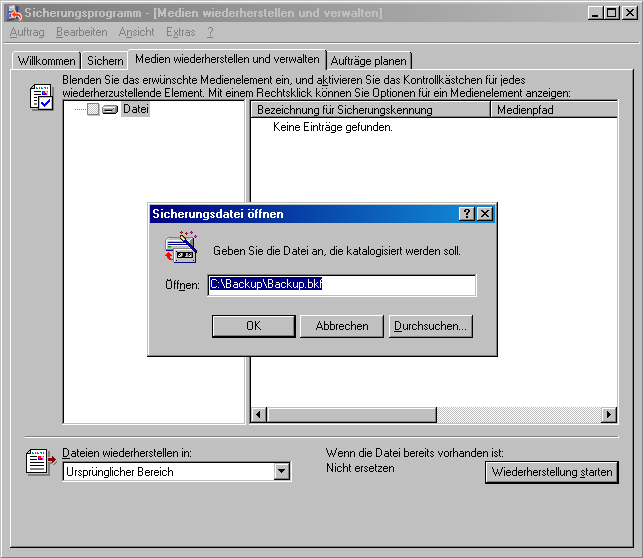 Sicherungsprogramm - [Medien wiederherstellen und verwalten]
Auftrag Bearbeiten Ansicht Extras ?
Willkommen Sichern Medien wiederherstellen und verwalten Aufträge planen
Blenden Sie das erwünschte Medienelement ein, und aktivieren Sie das Kontrollkästchen für jedes
wiederherzustellende Element. Mit einem Rechtsklick können Sie Optionen für ein Medienelement anzeigen:
Datei
Bezeichnung für Sicherungskennung Medienpfad
Keine Einträge gefunden.
Sicherungsdatei öffnen
Geben Sie die Datei an, die katalogisiert werden soll.
Öffnen: C:\Backup\Backup.bkf
OK Abbrechen Durchsuchen...
Dateien wiederherstellen in:
Ursprünglicher Bereich
Wenn die Datei bereits vorhanden ist:
Nicht ersetzen
Wiederherstellung starten